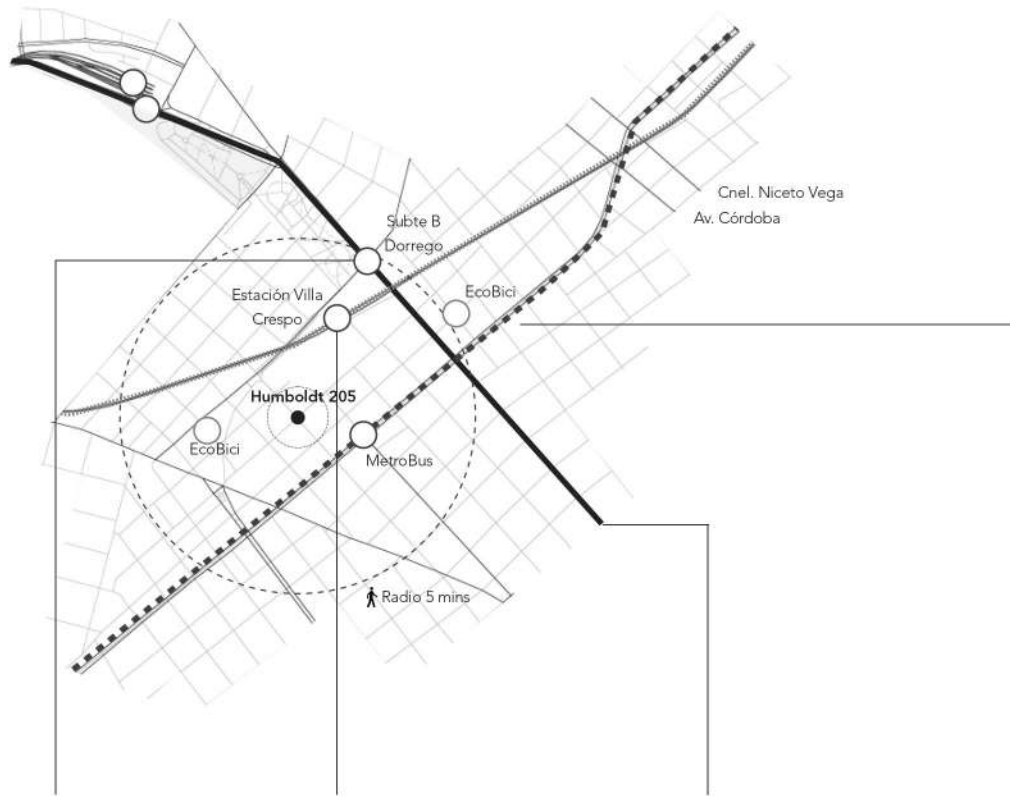 Cnel. Niceto Vega
Av. Córdoba
Subte B
Dorrego
EcoBici
Estación Villa
Crespo
Humboldt 205
EcoBici
MetroBus
Radio 5 mins